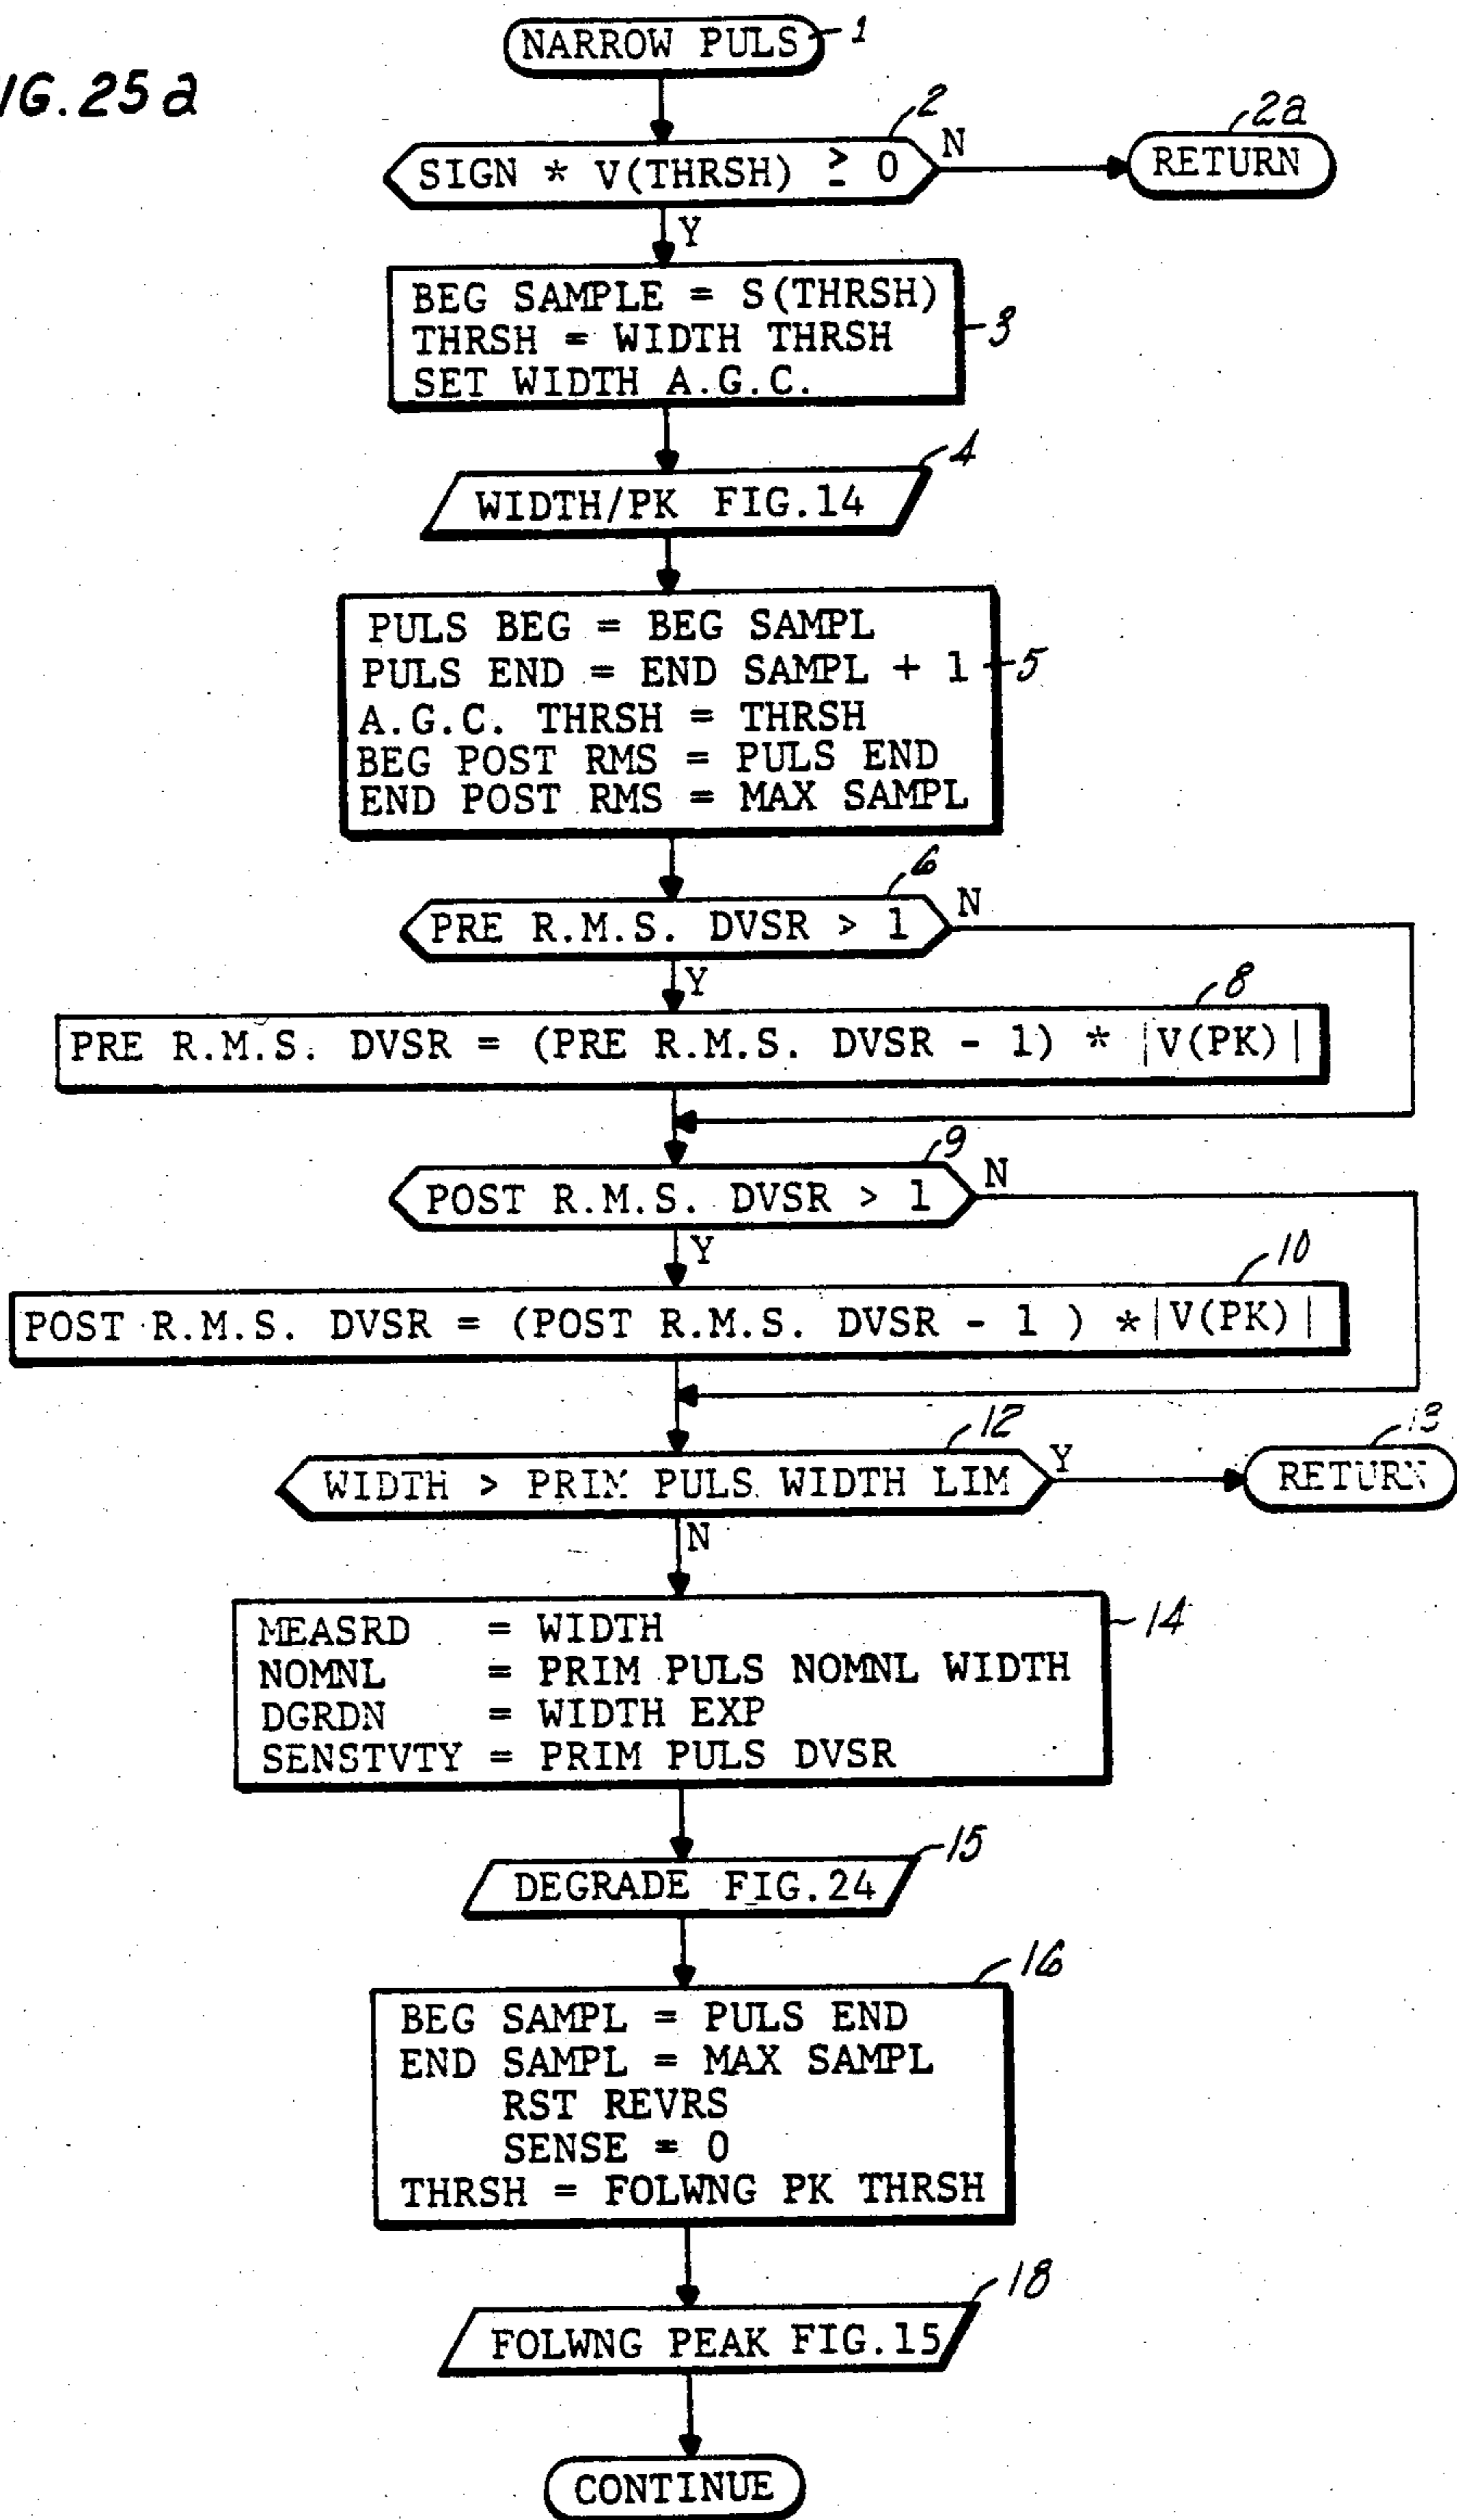 IG. 25a
NARROW PULS 1
SIGN * V(THRSH) ≥ 0 2
N
RETURN 2a
Y
BEG SAMPLE = S(THRSH)
THRSH = WIDTH THRSH 3
SET WIDTH A.G.C.
WIDTH/PK FIG.14 4
PULS BEG = BEG SAMPL
PULS END = END SAMPL + 1 5
A.G.C. THRSH = THRSH
BEG POST RMS = PULS END
END POST RMS = MAX SAMPL
PRE R.M.S. DVSR > 1 6
N
Y
PRE R.M.S. DVSR = (PRE R.M.S. DVSR - 1) * |V(PK)| 8
POST R.M.S. DVSR > 1 9
N
Y
POST R.M.S. DVSR = (POST R.M.S. DVSR - 1 ) *|V(PK)| 10
WIDTH > PRIM PULS WIDTH LIM 12
Y
RETURN 13
N
MEASRD = WIDTH 14
NOMNL = PRIM PULS NOMNL WIDTH
DGRDN = WIDTH EXP
SENSTVTY = PRIM PULS DVSR
DEGRADE FIG.24 15
BEG SAMPL = PULS END 16
END SAMPL = MAX SAMPL
RST REVRS
SENSE = 0
THRSH = FOLWNG PK THRSH
FOLWNG PEAK FIG.15 18
CONTINUE